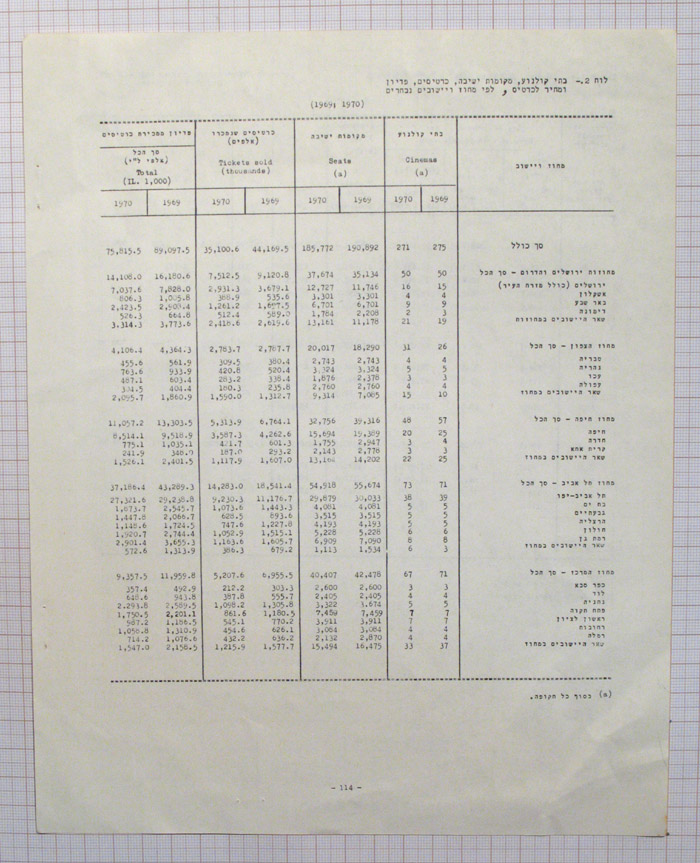 לוח 2.- בתי קולנוע, מקומות ישיבה, כרטיסים, פדיון
ומחיר לכרטיס, לפי מחוז ויישובים נבחרים
(1969; 1970)
פדיון ממכירת כרטיסים כרטיסים שנמכרו מקומות ישיבה בתי קולנוע
(אלפים)
סך הכל
(אלפי ל"י)
Total Tickets sold Seats Cinemas מחוז ויישוב
(IL. 1,000) (thousands) (a) (a)
1970 1969 1970 1969 1970 1969 1970 1969
75,815.5 89,097.5 35,100.6 44,169.5 185,772 190,892 271 275 סך כולל
14,108.0 16,180.6 7,512.5 9,120.8 37,674 35,134 50 50 מחוזות ירושלים והדרום - סך הכל
7,037.6 7,828.0 2,931.3 3,679.1 12,727 11,746 16 15 ירושלים (כולל מזרח העיר)
806.3 1,005.8 388.9 535.6 3,301 3,301 4 4 אשקלון
2,423.5 1,261.2 6,701 6,701 9 9 באר שבע
526.3 664.8 512.4 589.0 1,784 2,208 2 3 דימונה
3,314.3 3,773.6 2,418.6 2,619.6 13,161 11,178 21 19 שאר היישובים במחוזות
4,106.4 4,364.3 2,783.7 2,787.7 20,017 18,290 31 26 מחוז הצפון - סך הכל
455.6 561.9 309.5 380.4 2,743 2,743 4 4 טבריה
763.6 933.9 420.8 520.4 3,324 3,324 5 5 נהריה
487.1 603.4 283.2 338.4 1,876 2,378 3 3 עכו
404.4 180.3 235.8 2,760 2,760 4 4 עפולה
2,095.7 1,860.9 1,590.0 1,312.7 9,314 7,085 15 10 שאר היישובים במחוז
11,057.2 13,303.5 5,313.9 6,764.1 32,756 39,316 48 57 מחוז חיפה - סך הכל
8,514.1 9,518.9 3,587.3 4,262.6 15,694 19,389 20 25 חיפה
775.1 1,035.1 421.7 601.3 1,755 2,947 3 4 חדרה
241.9 348.0 187.0 293.2 2,143 2,778 3 3 קרית אתא
1,526.1 2,401.5 1,117.9 1,607.0 13,164 14,202 22 25 שאר היישובים במחוז
37,186.4 43,289.3 14,283.0 18,541.4 54,918 55,674 73 71 מחוז תל אביב - סך הכל
27,321.6 29,238.8 9,230.3 11,176.7 29,879 30,033 38 39 תל אביב-יפו
1,873.7 2,545.7 1,073.6 1,443.3 4,081 4,081 5 5 בת ים
1,447.8 2,066.7 628.5 893.6 3,515 3,515 5 5 גבעתיים
1,148.6 1,724.5 747.6 1,227.8 4,193 4,193 5 5 הרצליה
1,920.7 2,744.4 1,052.9 1,515.1 5,228 5,228 6 6 חולון
2,901.4 3,655.3 1,163.6 1,605.7 6,909 7,090 8 8 רמת גן
572.6 1,313.9 386.3 679.2 1,113 1,534 6 3 שאר היישובים במחוז
9,357.5 11,959.8 5,207.6 6,955.5 40,407 42,478 67 71 מחוז המרכז - סך הכל
357.4 492.9 212.2 303.3 2,600 2,600 3 3 כפר סבא
648.6 943.8 387.8 555.7 2,405 2,405 4 4 לוד
2,293.8 2,589.5 1,098.2 1,305.8 3,322 3,674 5 5 נתניה
1,750.5 2,201.1 861.6 1,180.5 7,459 7,459 7 7 פתח תקוה
987.2 1,186.5 545.1 770.2 3,911 3,911 7 7 ראשון לציון
1,056.8 1,310.9 454.6 626.1 3,084 3,084 4 4 רחובות
714.2 1,076.6 432.2 636.2 2,132 2,870 4 4 רמלה
1,547.0 2,158.5 1,215.9 1,577.7 15,494 16,475 33 37 שאר היישובים במחוז
(a) בסוף כל תקופה.
- 114 -